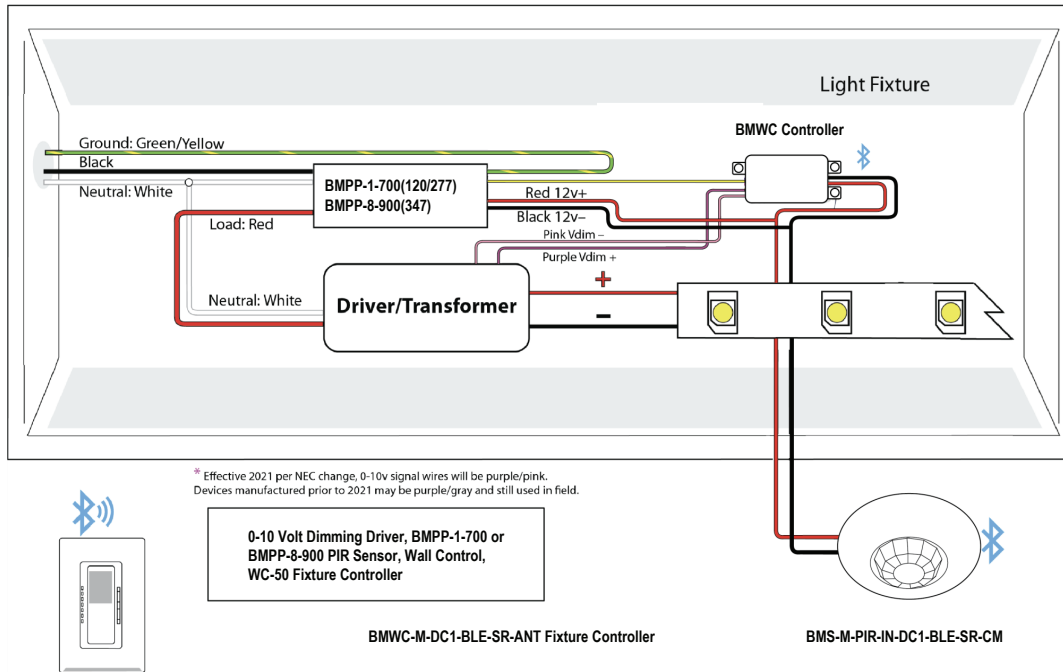 Light Fixture
BMWC Controller
Ground: Green/Yellow
Black
Neutral: White
BMPP-1-700(120/277)
BMPP-8-900(347)
Red 12v+
Black 12v–
Load: Red
Pink Vdim –
Purple Vdim +
Neutral: White
Driver/Transformer
+
–
* Effective 2021 per NEC change, 0-10v signal wires will be purple/pink.
Devices manufactured prior to 2021 may be purple/gray and still used in field.
0-10 Volt Dimming Driver, BMPP-1-700 or
BMPP-8-900 PIR Sensor, Wall Control,
WC-50 Fixture Controller
BMWC-M-DC1-BLE-SR-ANT Fixture Controller
BMS-M-PIR-IN-DC1-BLE-SR-CM